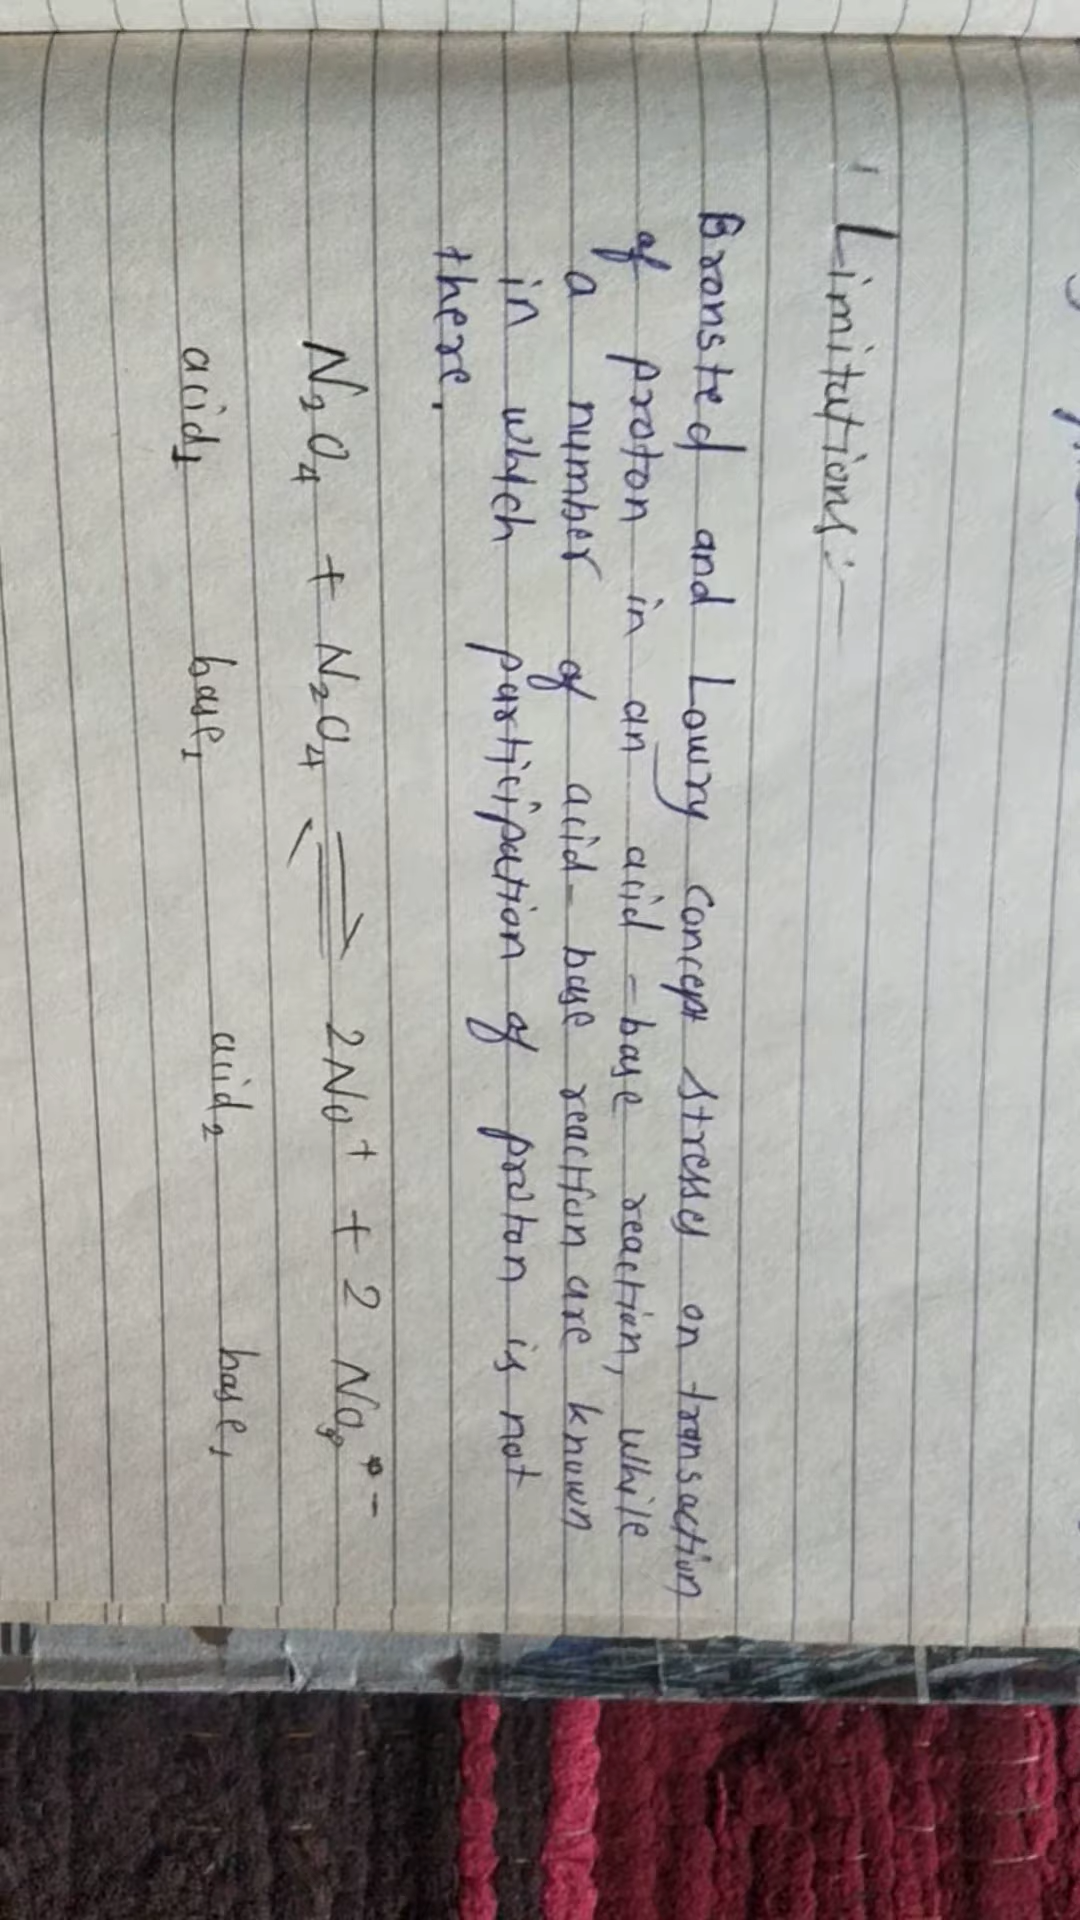 Limitations:-
Bronsted and Lowry concept stresses on transaction
of proton in an acid-base reaction, while
a number of acid-base reaction are known
in which participation of proton is not
there.
N₂O₄ + N₂O₄ ⇌ 2NO⁺ + 2 NO₃⁻
acid₁ base₁ acid₂ base₁